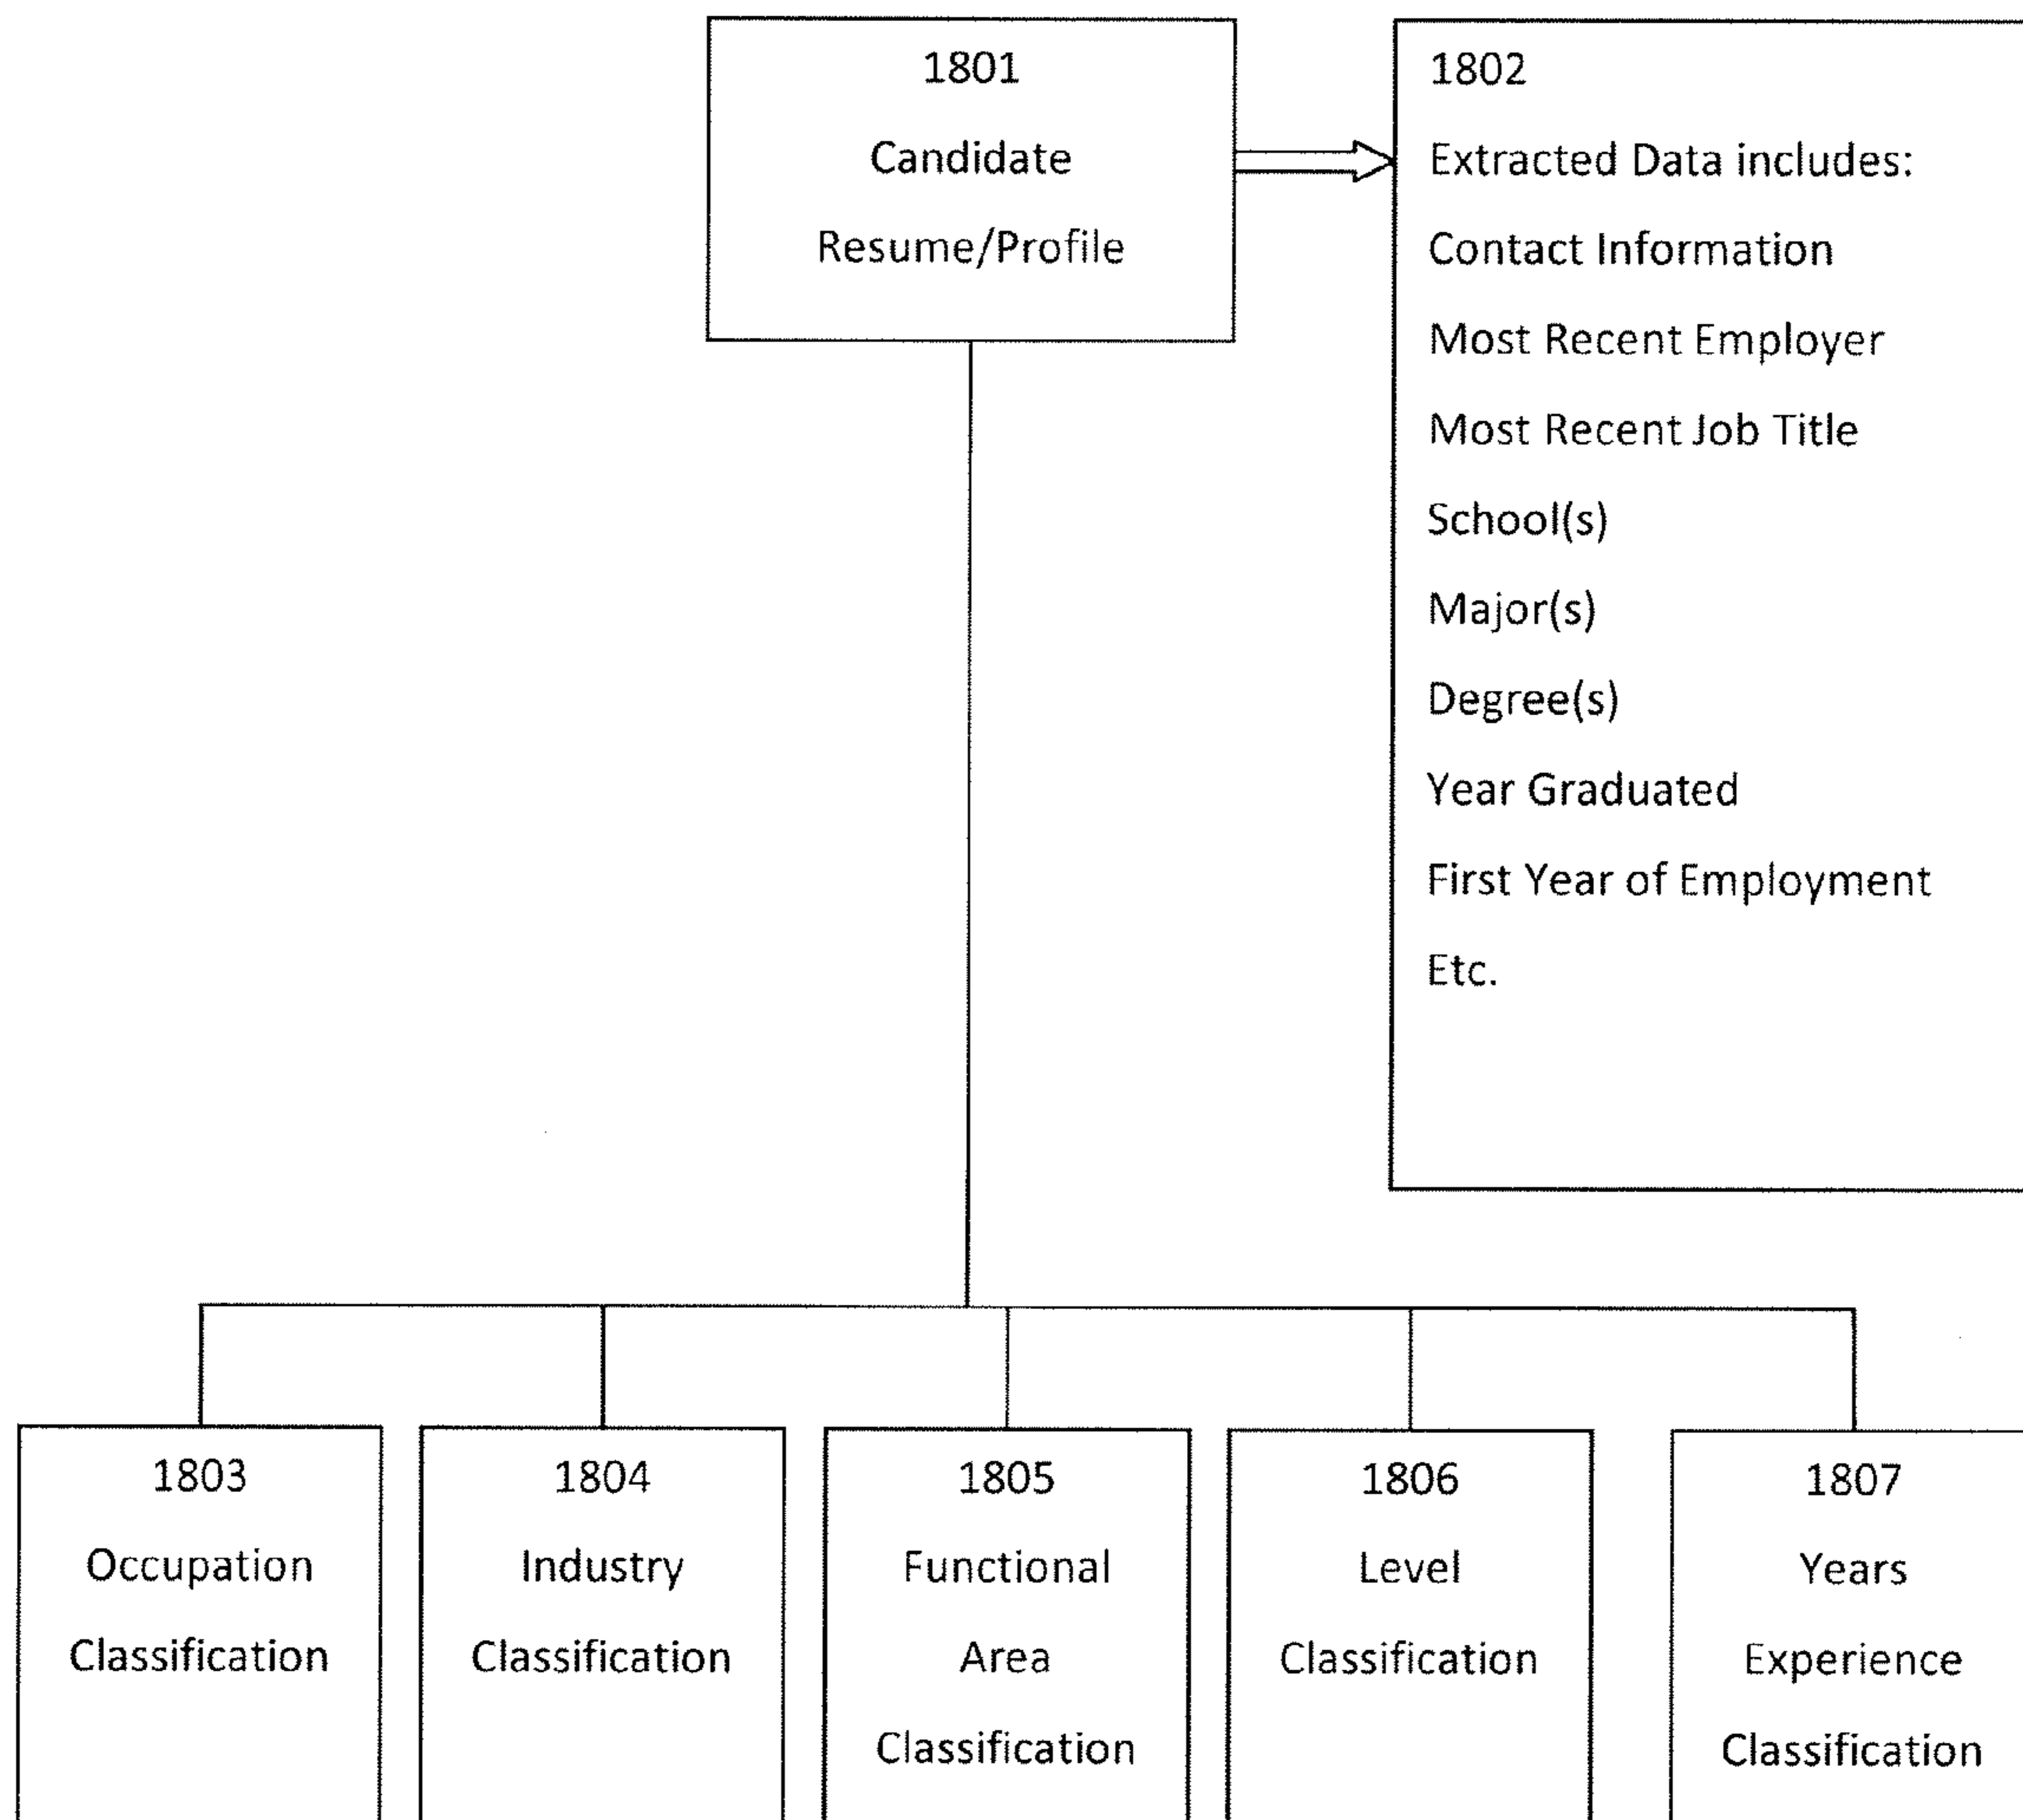 1801
Candidate
Resume/Profile
1802
Extracted Data includes:
Contact Information
Most Recent Employer
Most Recent Job Title
School(s)
Major(s)
Degree(s)
Year Graduated
First Year of Employment
Etc.
1803
Occupation
Classification
1804
Industry
Classification
1805
Functional
Area
Classification
1806
Level
Classification
1807
Years
Experience
Classification